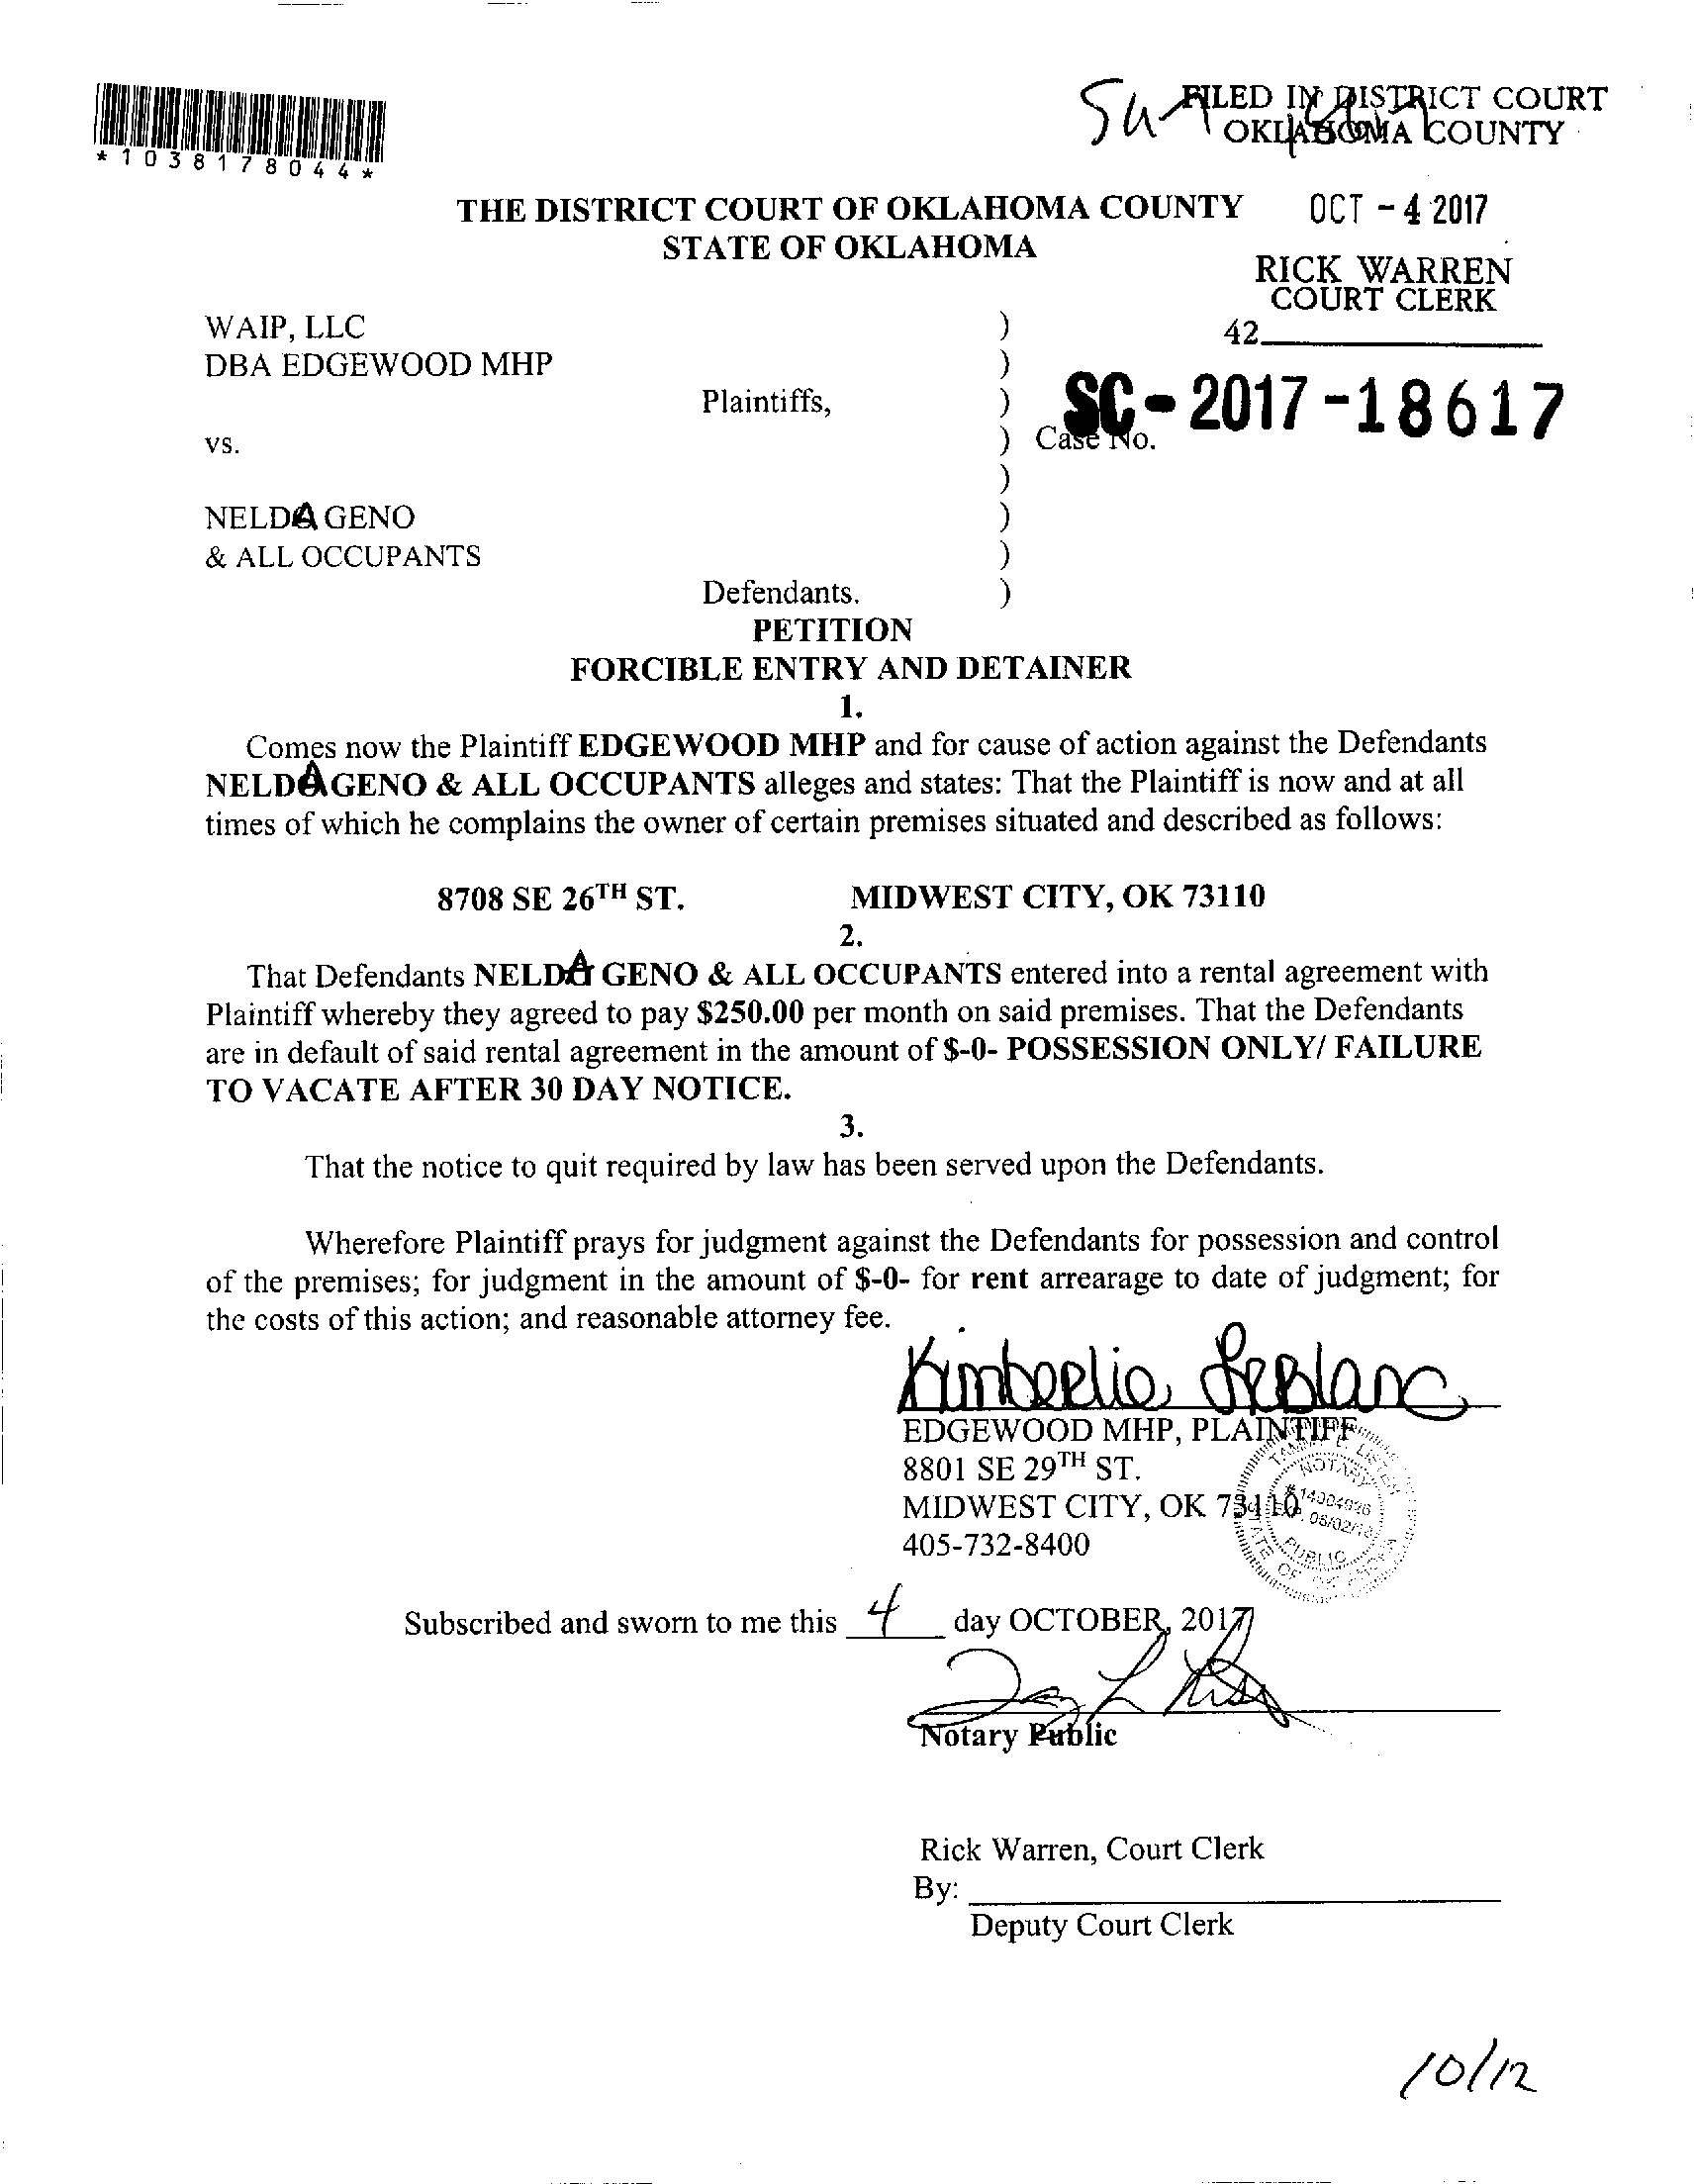 FILED IN DISTRICT COURT
OKLAHOMA COUNTY
*1038178044*
THE DISTRICT COURT OF OKLAHOMA COUNTY
OCT - 4 2017
STATE OF OKLAHOMA
RICK WARREN
COURT CLERK
42
WAIP, LLC )
DBA EDGEWOOD MHP )
Plaintiffs, )
SC-2017-18617
vs. ) Case No.
)
NELDA GENO )
& ALL OCCUPANTS )
Defendants. )
PETITION
FORCIBLE ENTRY AND DETAINER
1.
Comes now the Plaintiff EDGEWOOD MHP and for cause of action against the Defendants
NELDA GENO & ALL OCCUPANTS alleges and states: That the Plaintiff is now and at all
times of which he complains the owner of certain premises situated and described as follows:
8708 SE 26TH ST. MIDWEST CITY, OK 73110
2.
That Defendants NELDA GENO & ALL OCCUPANTS entered into a rental agreement with
Plaintiff whereby they agreed to pay $250.00 per month on said premises. That the Defendants
are in default of said rental agreement in the amount of $-0- POSSESSION ONLY/ FAILURE
TO VACATE AFTER 30 DAY NOTICE.
3.
That the notice to quit required by law has been served upon the Defendants.
Wherefore Plaintiff prays for judgment against the Defendants for possession and control
of the premises; for judgment in the amount of $-0- for rent arrearage to date of judgment; for
the costs of this action; and reasonable attorney fee.
Kimberlie LeBlanc
EDGEWOOD MHP, PLAINTIFF
8801 SE 29TH ST.
MIDWEST CITY, OK 73110
405-732-8400
NOTARY
PUBLIC
STATE OF
Subscribed and sworn to me this 4 day OCTOBER, 2017
Notary Public
Rick Warren, Court Clerk
By:
Deputy Court Clerk
10/12